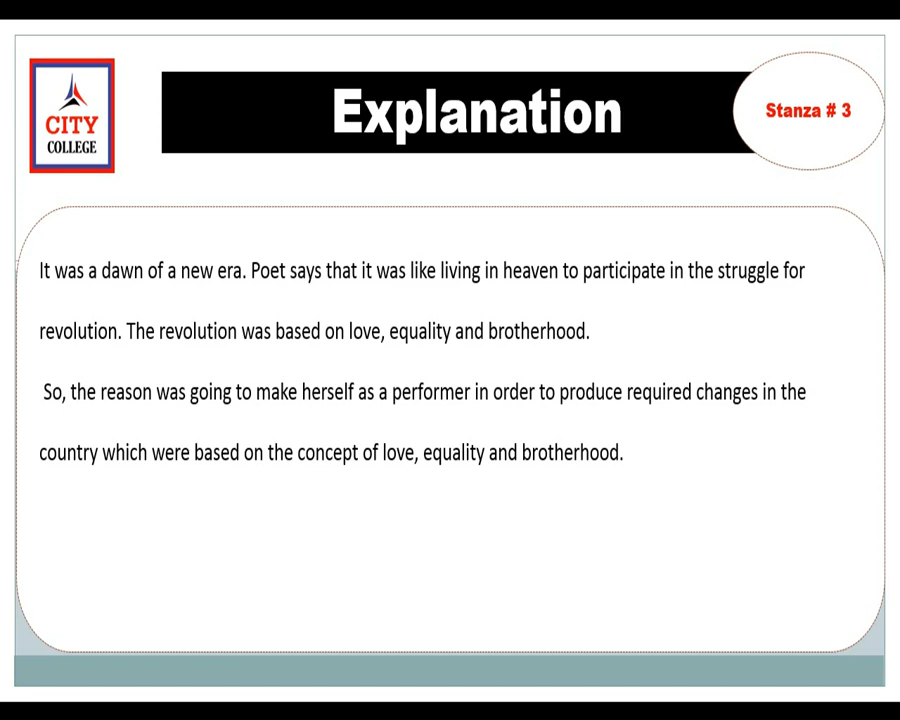 CITY
COLLEGE
Explanation
Stanza # 3
It was a dawn of a new era. Poet says that it was like living in heaven to participate in the struggle for
revolution. The revolution was based on love, equality and brotherhood.
So, the reason was going to make herself as a performer in order to produce required changes in the
country which were based on the concept of love, equality and brotherhood.